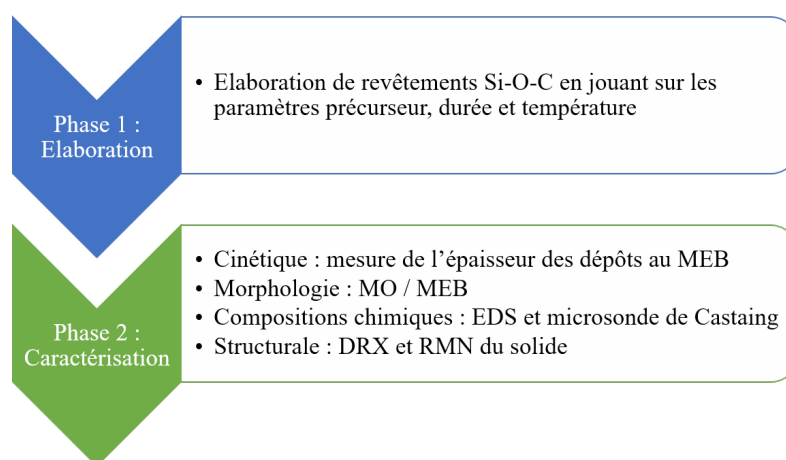 Phase 1 :
Elaboration
• Elaboration de revêtements Si-O-C en jouant sur les
paramètres précurseur, durée et température
Phase 2 :
Caractérisation
• Cinétique : mesure de l’épaisseur des dépôts au MEB
• Morphologie : MO / MEB
• Compositions chimiques : EDS et microsonde de Castaing
• Structurale : DRX et RMN du solide